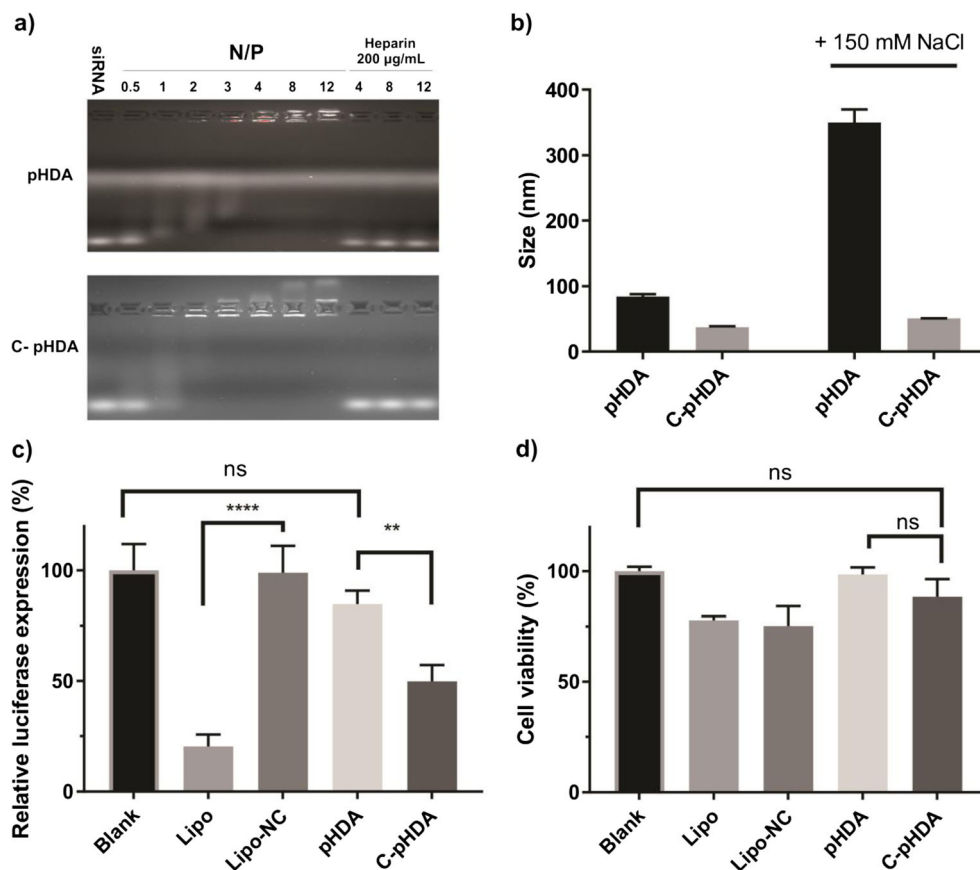 a)
siRNA
N/P
Heparin
200 µg/mL
0.5 1 2 3 4 8 12 4 8 12
pHDA
C- pHDA
b)
+ 150 mM NaCl
Size (nm)
400
300
200
100
0
pHDA
C-pHDA
pHDA
C-pHDA
c)
ns
****
**
Relative luciferase expression (%)
100
50
0
Blank
Lipo
Lipo-NC
pHDA
C-pHDA
d)
ns
ns
Cell viability (%)
100
50
0
Blank
Lipo
Lipo-NC
pHDA
C-pHDA